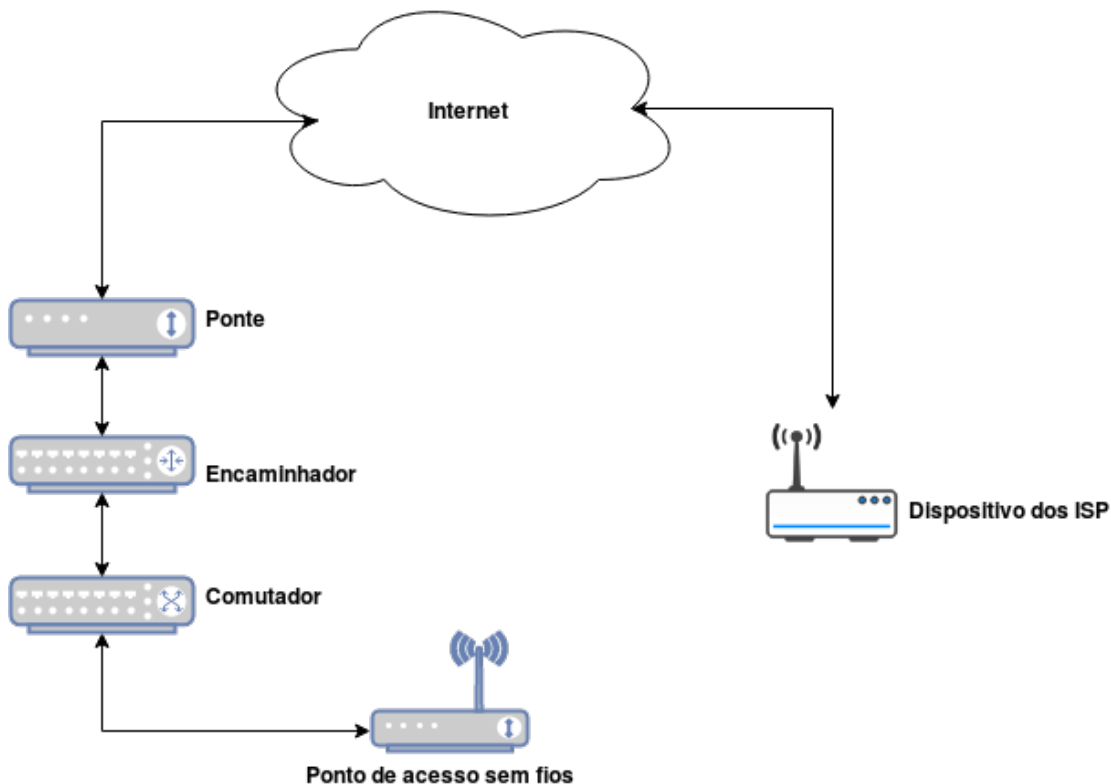 Internet
Ponte
Encaminhador
Dispositivo dos ISP
Comutador
Ponto de acesso sem fios